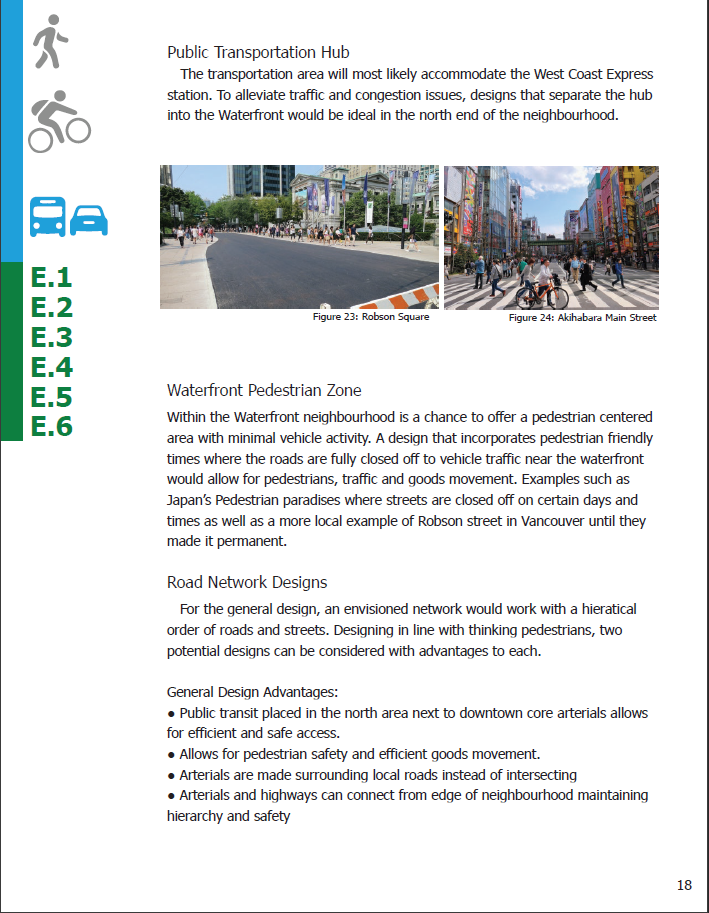 Public Transportation Hub
The transportation area will most likely accommodate the West Coast Express
station. To alleviate traffic and congestion issues, designs that separate the hub
into the Waterfront would be ideal in the north end of the neighbourhood.
Figure 23: Robson Square
Figure 24: Akihabara Main Street
E.1
E.2
E.3
E.4
E.5
E.6
Waterfront Pedestrian Zone
Within the Waterfront neighbourhood is a chance to offer a pedestrian centered
area with minimal vehicle activity. A design that incorporates pedestrian friendly
times where the roads are fully closed off to vehicle traffic near the waterfront
would allow for pedestrians, traffic and goods movement. Examples such as
Japan’s Pedestrian paradises where streets are closed off on certain days and
times as well as a more local example of Robson street in Vancouver until they
made it permanent.
Road Network Designs
For the general design, an envisioned network would work with a hieratical
order of roads and streets. Designing in line with thinking pedestrians, two
potential designs can be considered with advantages to each.
General Design Advantages:
● Public transit placed in the north area next to downtown core arterials allows
for efficient and safe access.
● Allows for pedestrian safety and efficient goods movement.
● Arterials are made surrounding local roads instead of intersecting
● Arterials and highways can connect from edge of neighbourhood maintaining
hierarchy and safety
18